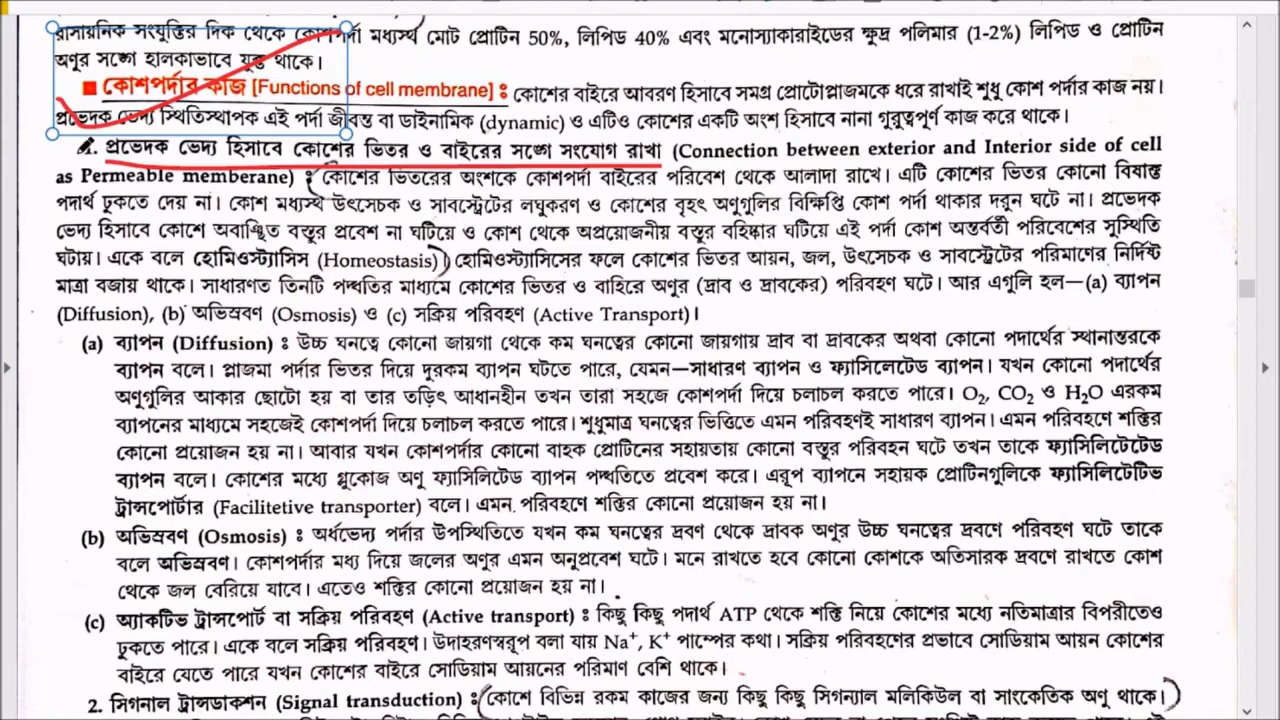 রাসায়নিক সংযুক্তির দিক থেকে কোশপর্দা মধ্যস্থ মোট প্রোটিন 50%, লিপিড 40% এবং মনোস্যাকারাইডের ক্ষুদ্র পলিমার (1-2%) লিপিড ও প্রোটিন
অণুর সঙ্গে হালকাভাবে যুক্ত থাকে।
■ কোশপর্দার কাজ [Functions of cell membrane] : কোশের বাইরে আবরণ হিসাবে সমগ্র প্রোটোপ্লাজমকে ধরে রাখাই শুধু কোশ পর্দার কাজ নয়।
প্রভেদক ভেদ্য স্থিতিস্থাপক এই পর্দা জীবন্ত বা ডাইনামিক (dynamic) ও এটিও কোশের একটি অংশ হিসাবে নানা গুরুত্বপূর্ণ কাজ করে থাকে।
প্রভেদক ভেদ্য হিসাবে কোশের ভিতর ও বাইরের সঙ্গে সংযোগ রাখা (Connection between exterior and Interior side of cell
as Permeable memberane) : কোশের ভিতরের অংশকে কোশপর্দা বাইরের পরিবেশ থেকে আলাদা রাখে। এটি কোশের ভিতর কোনো বিষাক্ত
পদার্থ ঢুকতে দেয় না। কোশ মধ্যস্থ উৎসেচক ও সাবস্ট্রেটের লঘুকরণ ও কোশের বৃহৎ অণুগুলির বিক্ষিপ্তি কোশ পর্দা থাকার দরুন ঘটে না। প্রভেদক
ভেদ্য হিসাবে কোশে অবাঞ্ছিত বস্তুর প্রবেশ না ঘটিয়ে ও কোশ থেকে অপ্রয়োজনীয় বস্তুর বহিষ্কার ঘটিয়ে এই পর্দা কোশ অন্তর্বর্তী পরিবেশের সুস্থিতি
ঘটায়। একে বলে হোমিওস্ট্যাসিস (Homeostasis)। হোমিওস্ট্যাসিসের ফলে কোশের ভিতর আয়ন, জল, উৎসেচক ও সাবস্ট্রেটের পরিমাণের নির্দিষ্ট
মাত্রা বজায় থাকে। সাধারণত তিনটি পদ্ধতির মাধ্যমে কোশের ভিতর ও বাহিরে অণুর (দ্রাব ও দ্রাবকের) পরিবহণ ঘটে। আর এগুলি হল—(a) ব্যাপন
(Diffusion), (b) অভিস্রবণ (Osmosis) ও (c) সক্রিয় পরিবহণ (Active Transport)।
(a) ব্যাপন (Diffusion) : উচ্চ ঘনত্বে কোনো জায়গা থেকে কম ঘনত্বের কোনো জায়গায় দ্রাব বা দ্রাবকের অথবা কোনো পদার্থের স্থানান্তরকে
ব্যাপন বলে। প্লাজমা পর্দার ভিতর দিয়ে দুরকম ব্যাপন ঘটতে পারে, যেমন—সাধারণ ব্যাপন ও ফ্যাসিলেটেড ব্যাপন। যখন কোনো পদার্থের
অণুগুলির আকার ছোটো হয় বা তার তড়িৎ আধানহীন তখন তারা সহজে কোশপর্দা দিয়ে চলাচল করতে পারে। O₂, CO₂ ও H₂O এরকম
ব্যাপনের মাধ্যমে সহজেই কোশপর্দা দিয়ে চলাচল করতে পারে। শুধুমাত্র ঘনত্বের ভিত্তিতে এমন পরিবহণই সাধারণ ব্যাপন। এমন পরিবহণে শক্তির
কোনো প্রয়োজন হয় না। আবার যখন কোশপর্দার কোনো বাহক প্রোটিনের সহায়তায় কোনো বস্তুর পরিবহন ঘটে তখন তাকে ফ্যাসিলিটেটেড
ব্যাপন বলে। কোশের মধ্যে গ্লুকোজ অণু ফ্যাসিলিটেড ব্যাপন পদ্ধতিতে প্রবেশ করে। এরূপ ব্যাপনে সহায়ক প্রোটিনগুলিকে ফ্যাসিলিটেটিভ
ট্রান্সপোর্টার (Facilitetive transporter) বলে। এমন পরিবহণে শক্তির কোনো প্রয়োজন হয় না।
(b) অভিস্রবণ (Osmosis) : অর্ধভেদ্য পর্দার উপস্থিতিতে যখন কম ঘনত্বের দ্রবণ থেকে দ্রাবক অণুর উচ্চ ঘনত্বের দ্রবণে পরিবহণ ঘটে তাকে
বলে অভিস্রবণ। কোশপর্দার মধ্য দিয়ে জলের অণুর এমন অনুপ্রবেশ ঘটে। মনে রাখতে হবে কোনো কোশকে অতিসারক দ্রবণে রাখতে কোশ
থেকে জল বেরিয়ে যাবে। এতেও শক্তির কোনো প্রয়োজন হয় না।
(c) অ্যাকটিভ ট্রান্সপোর্ট বা সক্রিয় পরিবহণ (Active transport) : কিছু কিছু পদার্থ ATP থেকে শক্তি নিয়ে কোশের মধ্যে নতিমাত্রার বিপরীতেও
ঢুকতে পারে। একে বলে সক্রিয় পরিবহণ। উদাহরণস্বরূপ বলা যায় Na⁺, K⁺ পাম্পের কথা। সক্রিয় পরিবহণের প্রভাবে সোডিয়াম আয়ন কোশের
বাইরে যেতে পারে যখন কোশের বাইরে সোডিয়াম আয়নের পরিমাণ বেশি থাকে।
2. সিগনাল ট্রান্সডাকশন (Signal transduction) : কোশে বিভিন্ন রকম কাজের জন্য কিছু কিছু সিগন্যাল মলিকিউল বা সাংকেতিক অণু থাকে।